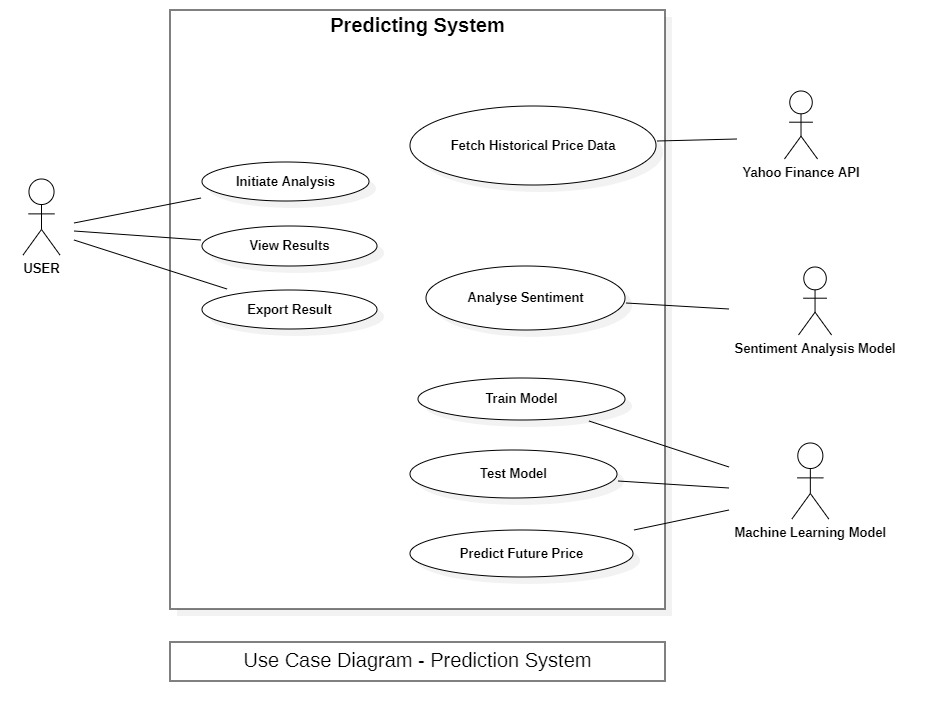 Predicting System
Fetch Historical Price Data
Yahoo Finance API
Initiate Analysis
USER
View Results
Export Result
Analyse Sentiment
Sentiment Analysis Model
Train Model
Test Model
Machine Learning Model
Predict Future Price
Use Case Diagram - Prediction System